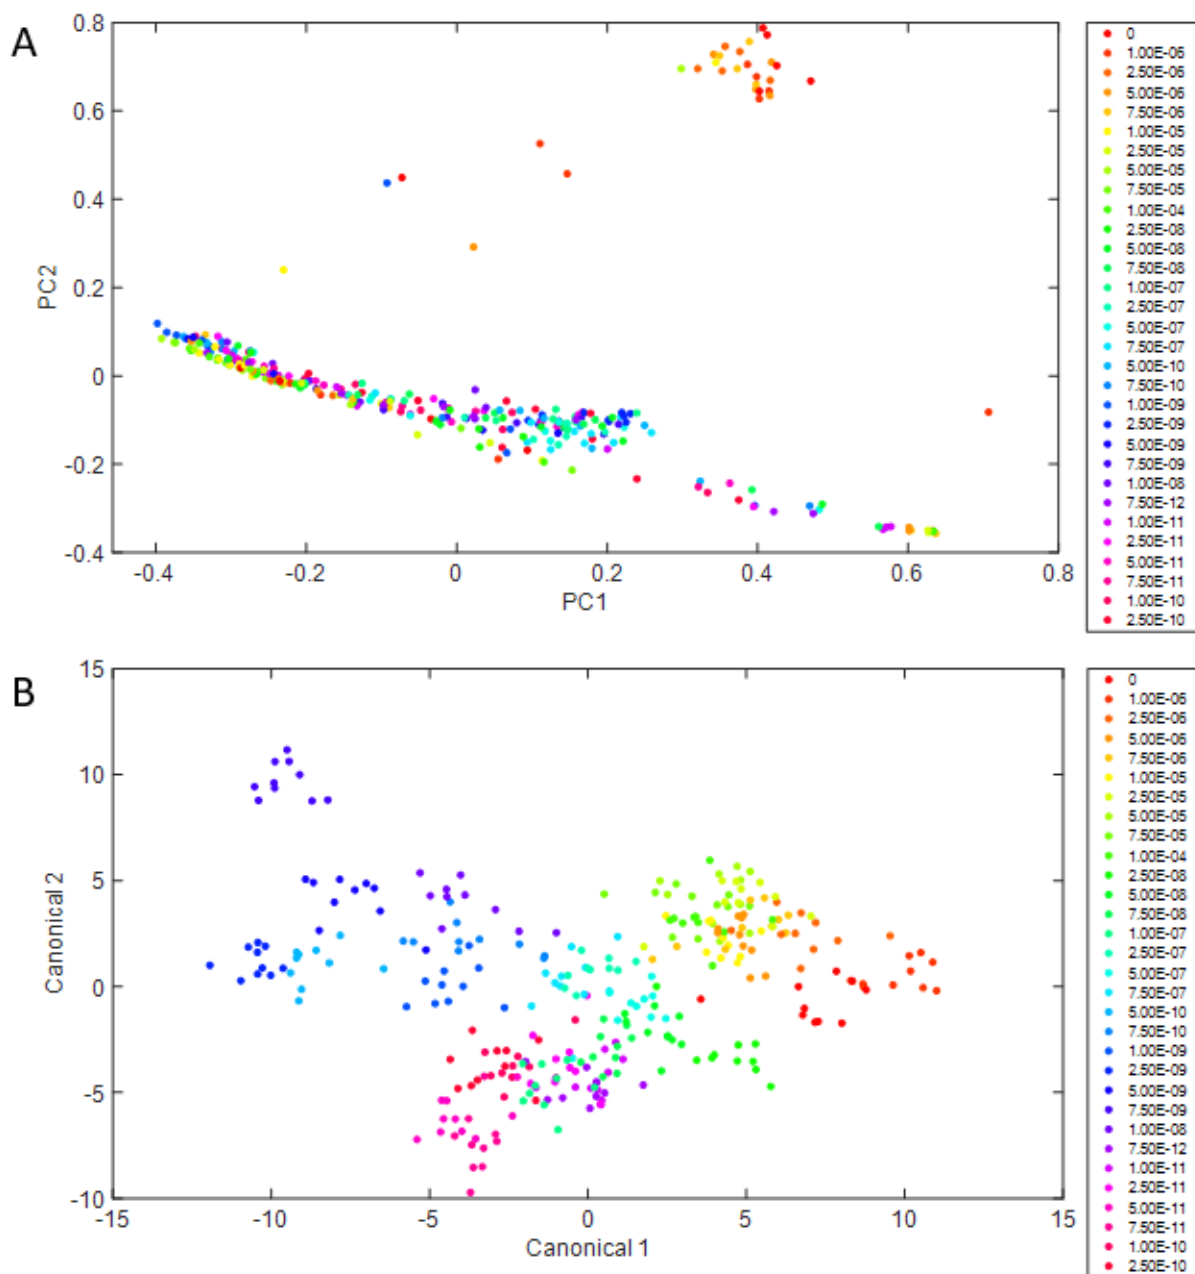 A
0.8
0.6
0.4
0.2
0
-0.2
-0.4
PC2
-0.4
-0.2
0
0.2
0.4
0.6
0.8
PC1
0
1.00E-06
2.50E-06
5.00E-06
7.50E-06
1.00E-05
2.50E-05
5.00E-05
7.50E-05
1.00E-04
2.50E-08
5.00E-08
7.50E-08
1.00E-07
2.50E-07
5.00E-07
7.50E-07
5.00E-10
7.50E-10
1.00E-09
2.50E-09
5.00E-09
7.50E-09
1.00E-08
7.50E-12
1.00E-11
2.50E-11
5.00E-11
7.50E-11
1.00E-10
2.50E-10
B
15
10
5
0
-5
-10
Canonical 2
-15
-10
-5
0
5
10
15
Canonical 1
0
1.00E-06
2.50E-06
5.00E-06
7.50E-06
1.00E-05
2.50E-05
5.00E-05
7.50E-05
1.00E-04
2.50E-08
5.00E-08
7.50E-08
1.00E-07
2.50E-07
5.00E-07
7.50E-07
5.00E-10
7.50E-10
1.00E-09
2.50E-09
5.00E-09
7.50E-09
1.00E-08
7.50E-12
1.00E-11
2.50E-11
5.00E-11
7.50E-11
1.00E-10
2.50E-10